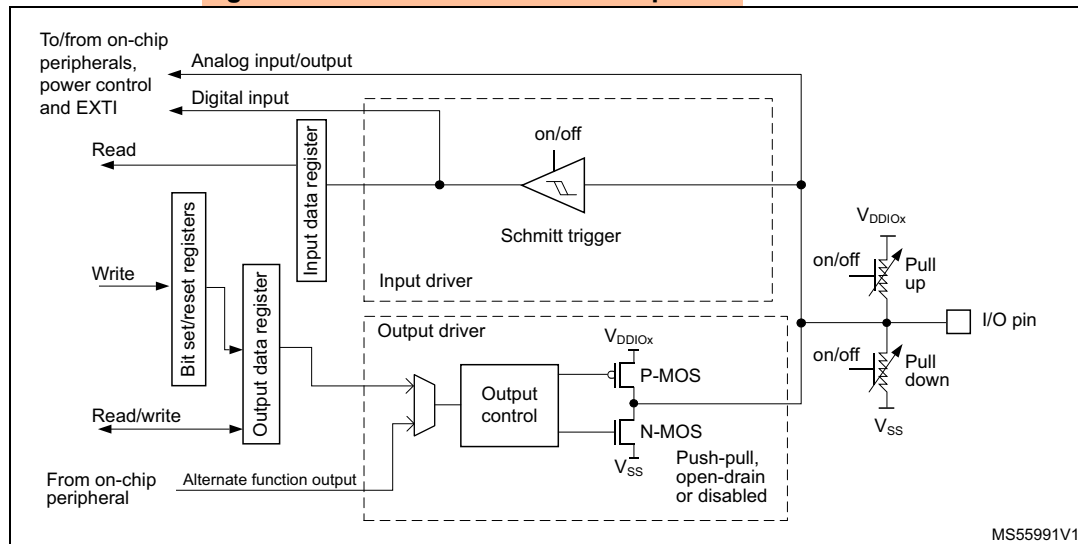 To/from on-chip
peripherals,
power control
and EXTI
Analog input/output
Digital input
Read
Input data register
on/off
Schmitt trigger
Input driver
Write
Bit set/reset registers
Output data register
Read/write
From on-chip
peripheral
Alternate function output
Output driver
Output
control
VDDIOx
P-MOS
N-MOS
VSS
Push-pull,
open-drain
or disabled
VDDIOx
on/off
Pull
up
I/O pin
on/off
Pull
down
VSS
MS55991V1